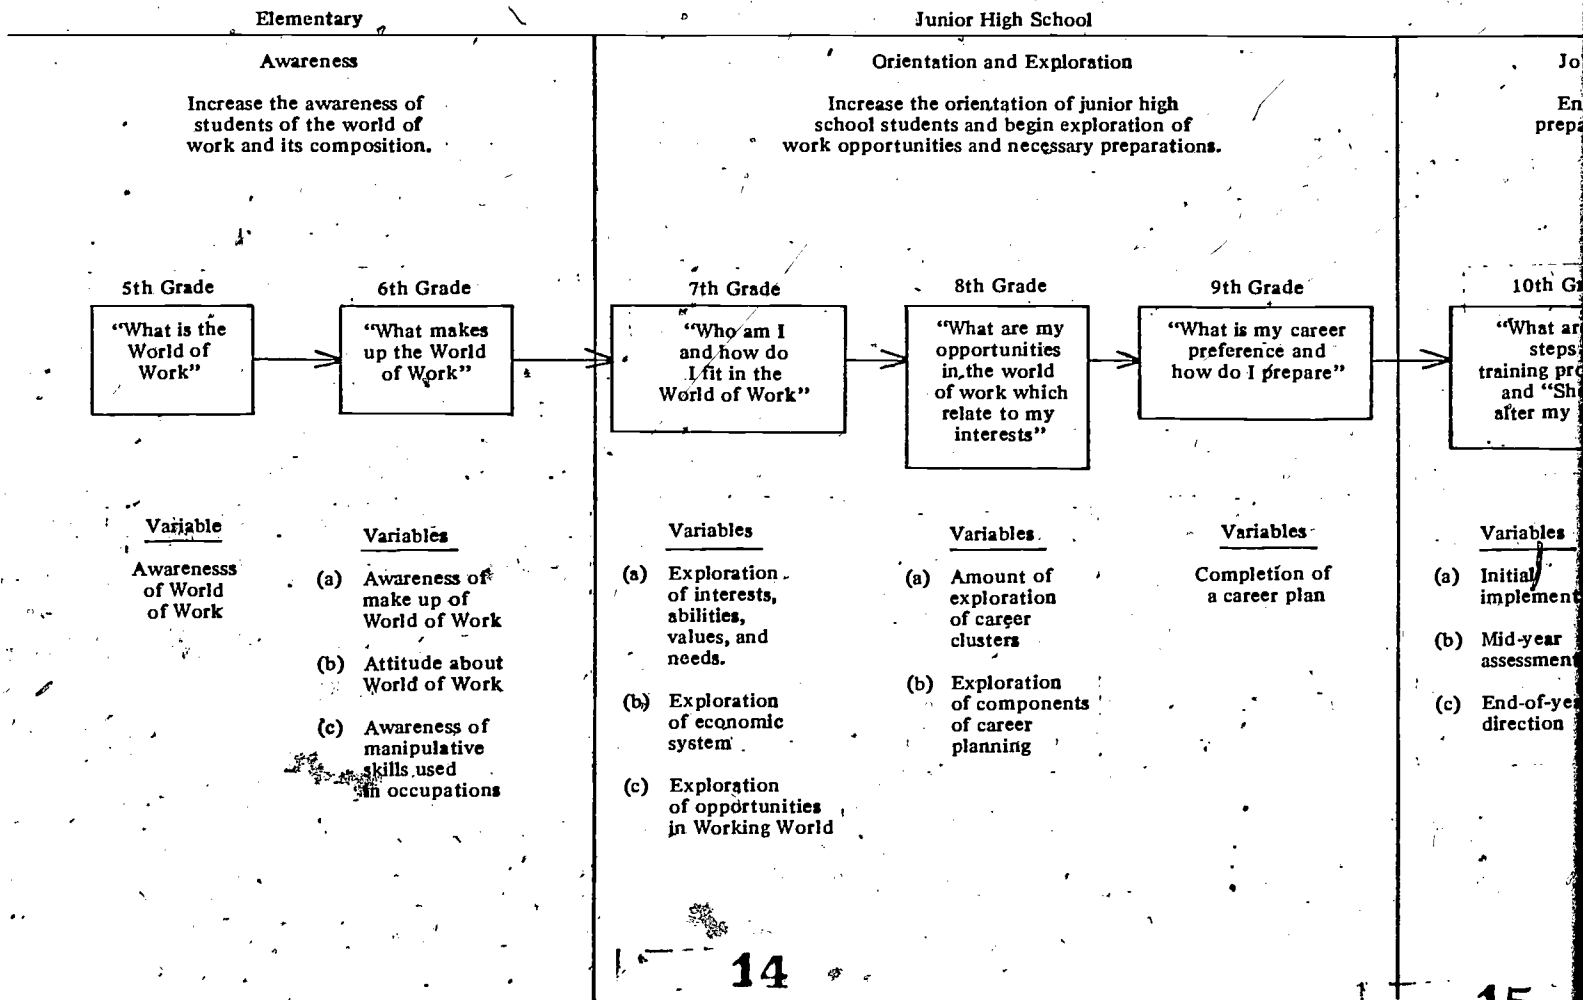 Elementary
Awareness
Increase the awareness of
students of the world of
work and its composition.
5th Grade
“What is the
World of
Work”
6th Grade
“What makes
up the World
of Work”
Variable
Awarenesss
of World
of Work
Variables
(a) Awareness of
make up of
World of Work
(b) Attitude about
World of Work
(c) Awareness of
manipulative
skills used
in occupations
Junior High School
Orientation and Exploration
Increase the orientation of junior high
school students and begin exploration of
work opportunities and necessary preparations.
7th Grade
“Who am I
and how do
I fit in the
World of Work”
8th Grade
“What are my
opportunities
in the world
of work which
relate to my
interests”
9th Grade
“What is my career
preference and
how do I prepare”
Variables
(a) Exploration
of interests,
abilities,
values, and
needs.
(b) Exploration
of economic
system
(c) Exploration
of opportunities
in Working World
Variables
(a) Amount of
exploration
of career
clusters
(b) Exploration
of components
of career
planning
Variables
Completion of
a career plan
10th
“What
steps
training
and
after my
Variables
(a) Initial
(b) Mid-year
assessment
(c)
direction
14